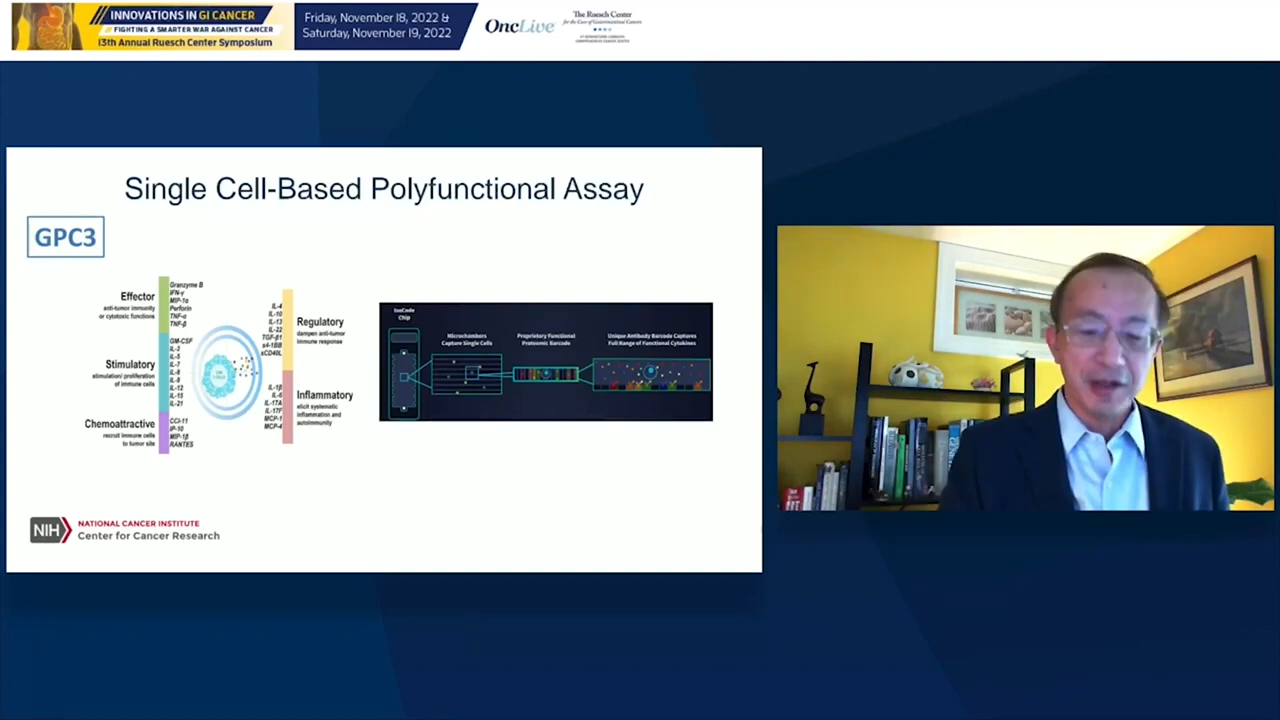 INNOVATIONS IN GI CANCER
FIGHTING A SMARTER WAR AGAINST CANCER
13th Annual Ruesch Center Symposium
Friday, November 18, 2022 &
Saturday, November 19, 2022
OncLive
The Ruesch Center
for the Cure of Gastrointestinal Cancers
Single Cell-Based Polyfunctional Assay
GPC3
Effector
anti-tumor immunity
or cytotoxic functions
Granzyme B
IFN-γ
MIP-1α
Perforin
TNF-α
TNF-β
Stimulatory
stimulation/ proliferation
of immune cells
GM-CSF
IL-2
IL-5
IL-7
IL-8
IL-9
IL-12
IL-15
IL-21
Chemoattractive
recruit immune cells
to tumor site
CCl-11
IP-10
MIP-1β
RANTES
IL-4
IL-10
IL-13
IL-22
TGF-β1
s4-1BB
sCD40L
Regulatory
dampen anti-tumor
immune response
IL-1β
IL-6
IL-17A
IL-17F
MCP-1
MCP-4
Inflammatory
elicit systematic
inflammation and
autoimmunity
IsoCode
Chip
Microchambers
Capture Single Cells
Proprietary Functional
Proteomic Barcode
Unique Antibody Barcode Captures
Full Range of Functional Cytokines
NIH
NATIONAL CANCER INSTITUTE
Center for Cancer Research